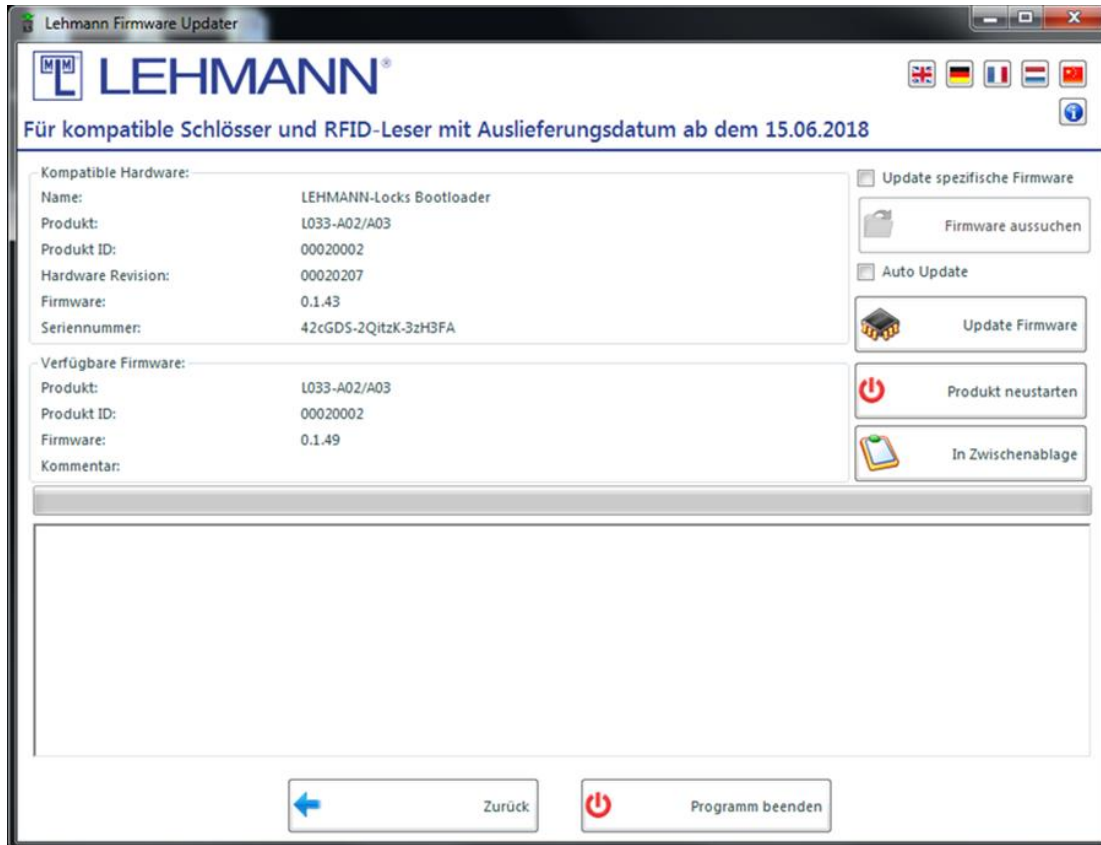 Lehmann Firmware Updater
MLM LEHMANN®
Für kompatible Schlösser und RFID-Leser mit Auslieferungsdatum ab dem 15.06.2018
Kompatible Hardware:
Name: LEHMANN-Locks Bootloader
Produkt: L033-A02/A03
Produkt ID: 00020002
Hardware Revision: 00020207
Firmware: 0.1.43
Seriennummer: 42cGDS-2QitzK-3zH3FA
Verfügbare Firmware:
Produkt: L033-A02/A03
Produkt ID: 00020002
Firmware: 0.1.49
Kommentar:
Update spezifische Firmware
Firmware aussuchen
Auto Update
Update Firmware
Produkt neustarten
In Zwischenablage
Zurück
Programm beenden